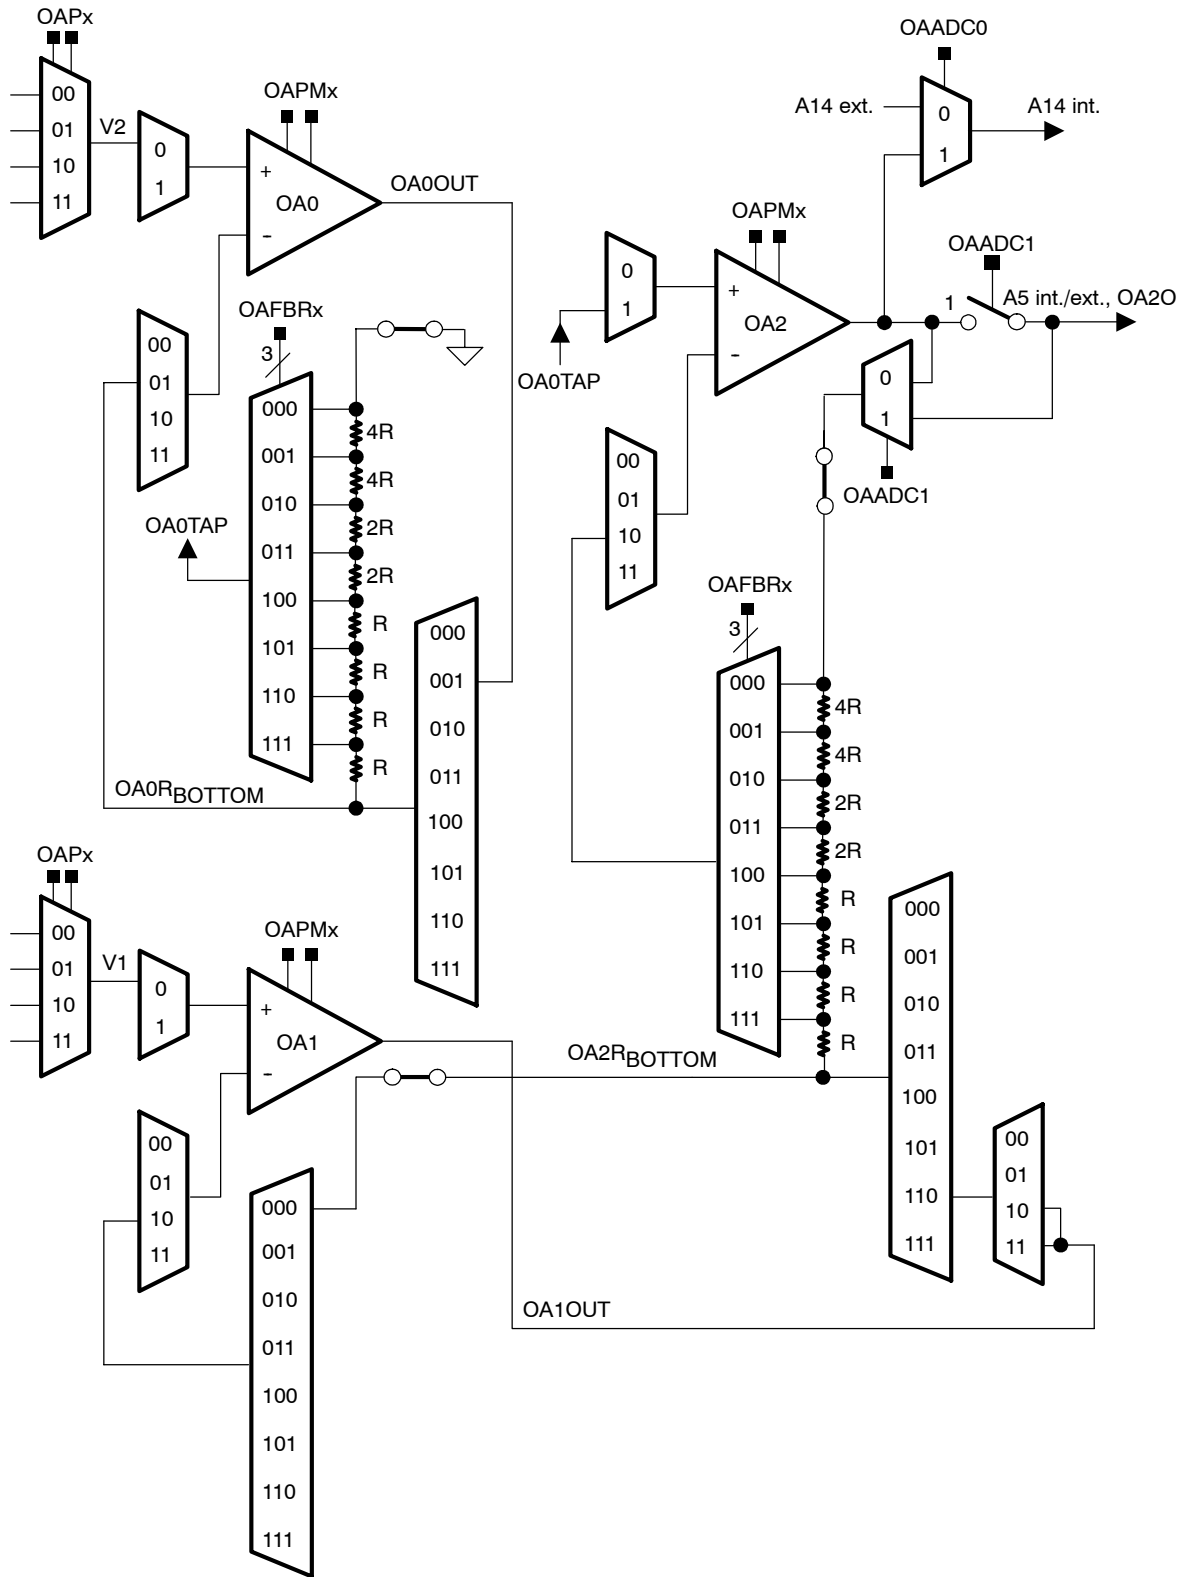 OAPx
00
01
10
11
V2
0
1
OAPMx
+
OA0
-
OA0OUT
00
01
10
11
OAFBRx
3
000
001
010
011
100
101
110
111
4R
4R
2R
2R
R
R
R
R
OA0TAP
OA0RBOTTOM
000
001
010
011
100
101
110
111
OAADC0
A14 ext.
0
1
A14 int.
OAPMx
0
1
OA0TAP
+
OA2
-
OAADC1
1
A5 int./ext., OA2O
0
1
OAADC1
00
01
10
11
OAFBRx
3
000
001
010
011
100
101
110
111
4R
4R
2R
2R
R
R
R
R
OA2RBOTTOM
000
001
010
011
100
101
110
111
00
01
10
11
OAPx
00
01
10
11
V1
0
1
OAPMx
+
OA1
-
00
01
10
11
000
001
010
011
100
101
110
111
OA1OUT